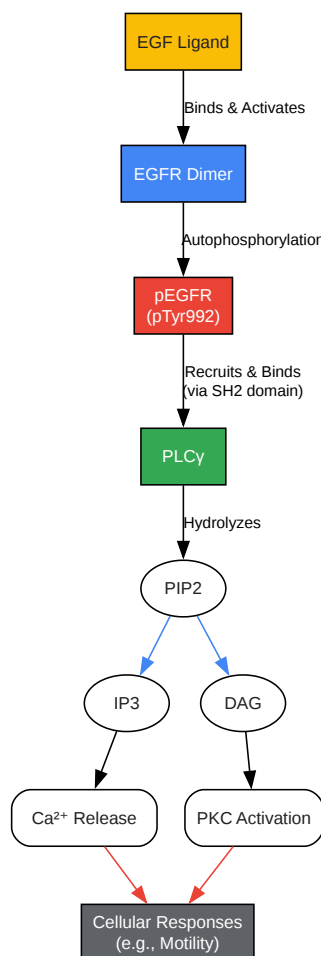 EGF Ligand
Binds & Activates
EGFR Dimer
Autophosphorylation
pEGFR
(pTyr992)
Recruits & Binds
(via SH2 domain)
PLCγ
Hydrolyzes
PIP2
IP3
DAG
Ca²⁺ Release
PKC Activation
Cellular Responses
(e.g., Motility)